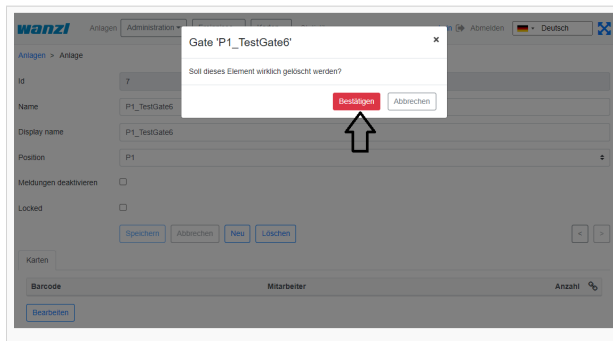 wanzl Anlagen Administration Abmelden Deutsch
Gate 'P1_TestGate6' ×
Anlagen > Anlage
Soll dieses Element wirklich gelöscht werden?
Id 7
Bestätigen Abbrechen
Name P1_TestGate6
Display name P1_TestGate6
Position P1
Meldungen deaktivieren
Locked
Speichern Abbrechen Neu Löschen < >
Karten
Barcode Mitarbeiter Anzahl
Bearbeiten